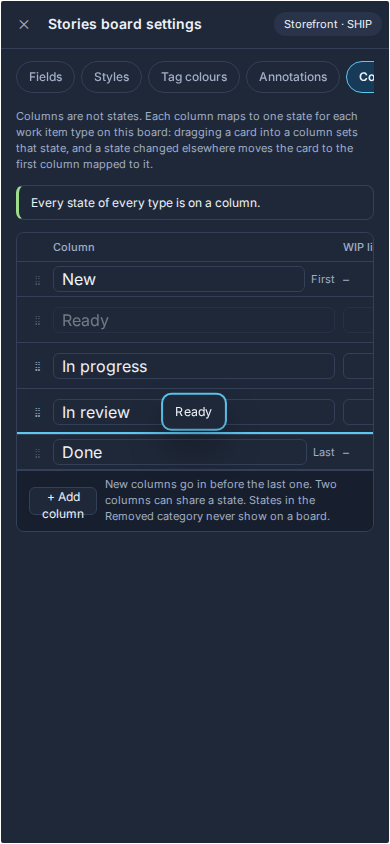 Stories board settings
Storefront · SHIP
Fields
Styles
Tag colours
Annotations
Co
Columns are not states. Each column maps to one state for each
work item type on this board: dragging a card into a column sets
that state, and a state changed elsewhere moves the card to the
first column mapped to it.
Every state of every type is on a column.
Column
WIP li
New
First
–
Ready
In progress
In review
Ready
Done
Last
–
+ Add
column
New columns go in before the last one. Two
columns can share a state. States in the
Removed category never show on a board.